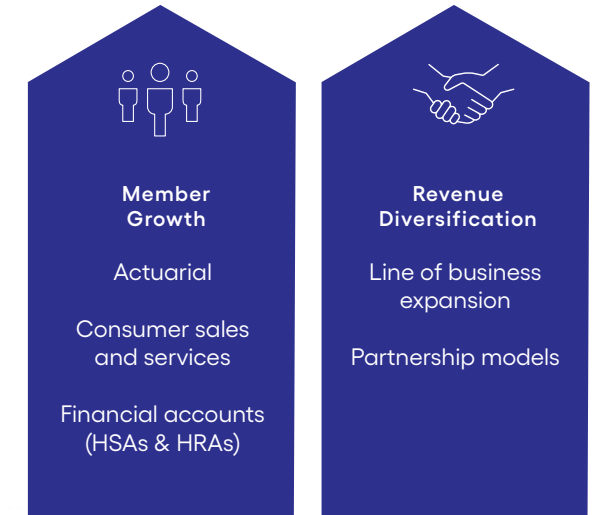 Member
Growth
Actuarial
Consumer sales
and services
Financial accounts
(HSAs & HRAs)
Revenue
Diversification
Line of business
expansion
Partnership models